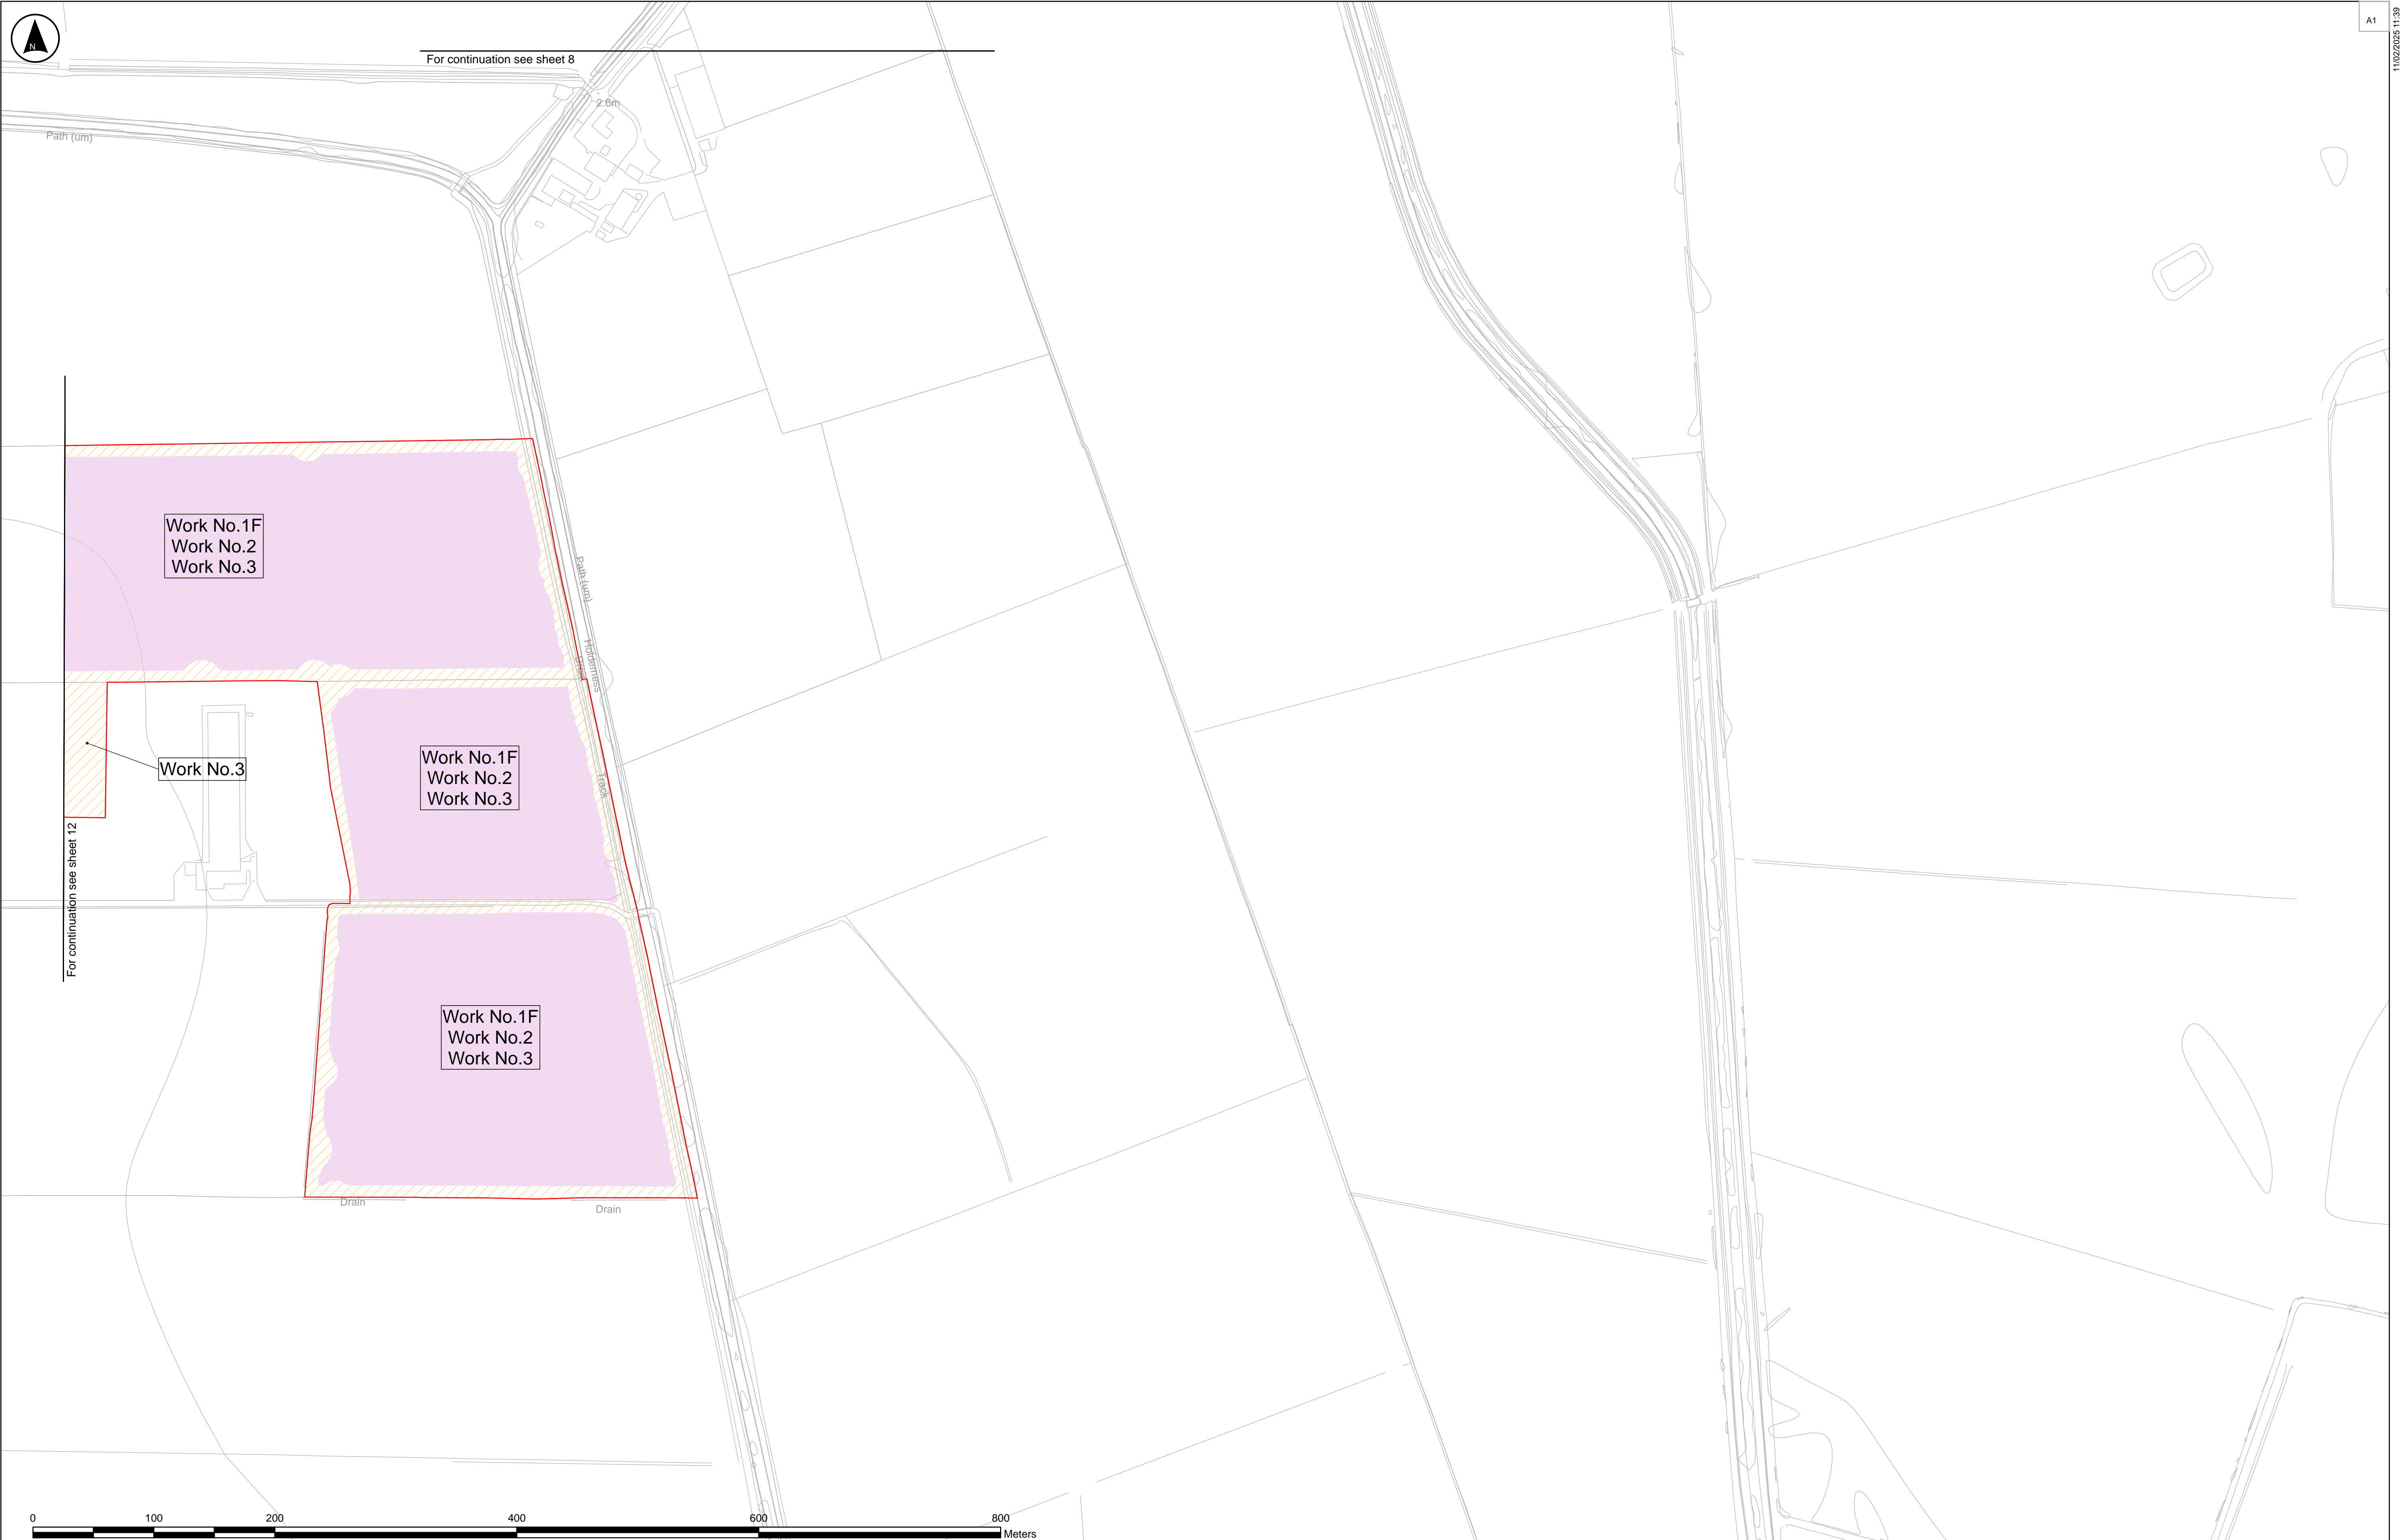 A1
11/02/2025 11:39
N
For continuation see sheet 8
2.6m
Path (um)
Work No.1F
Work No.2
Work No.3
Path (um)
Holderness
Drain
Work No.3
Work No.1F
Work No.2
Work No.3
Track
For continuation see sheet 12
Work No.1F
Work No.2
Work No.3
Drain
Drain
0 100 200 400 600 800
Meters